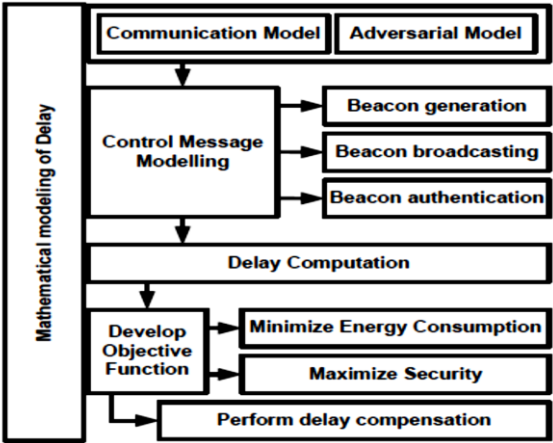 Mathematical modeling of Delay
Communication Model
Adversarial Model
Control Message
Modelling
Beacon generation
Beacon broadcasting
Beacon authentication
Delay Computation
Develop
Objective
Function
Minimize Energy Consumption
Maximize Security
Perform delay compensation